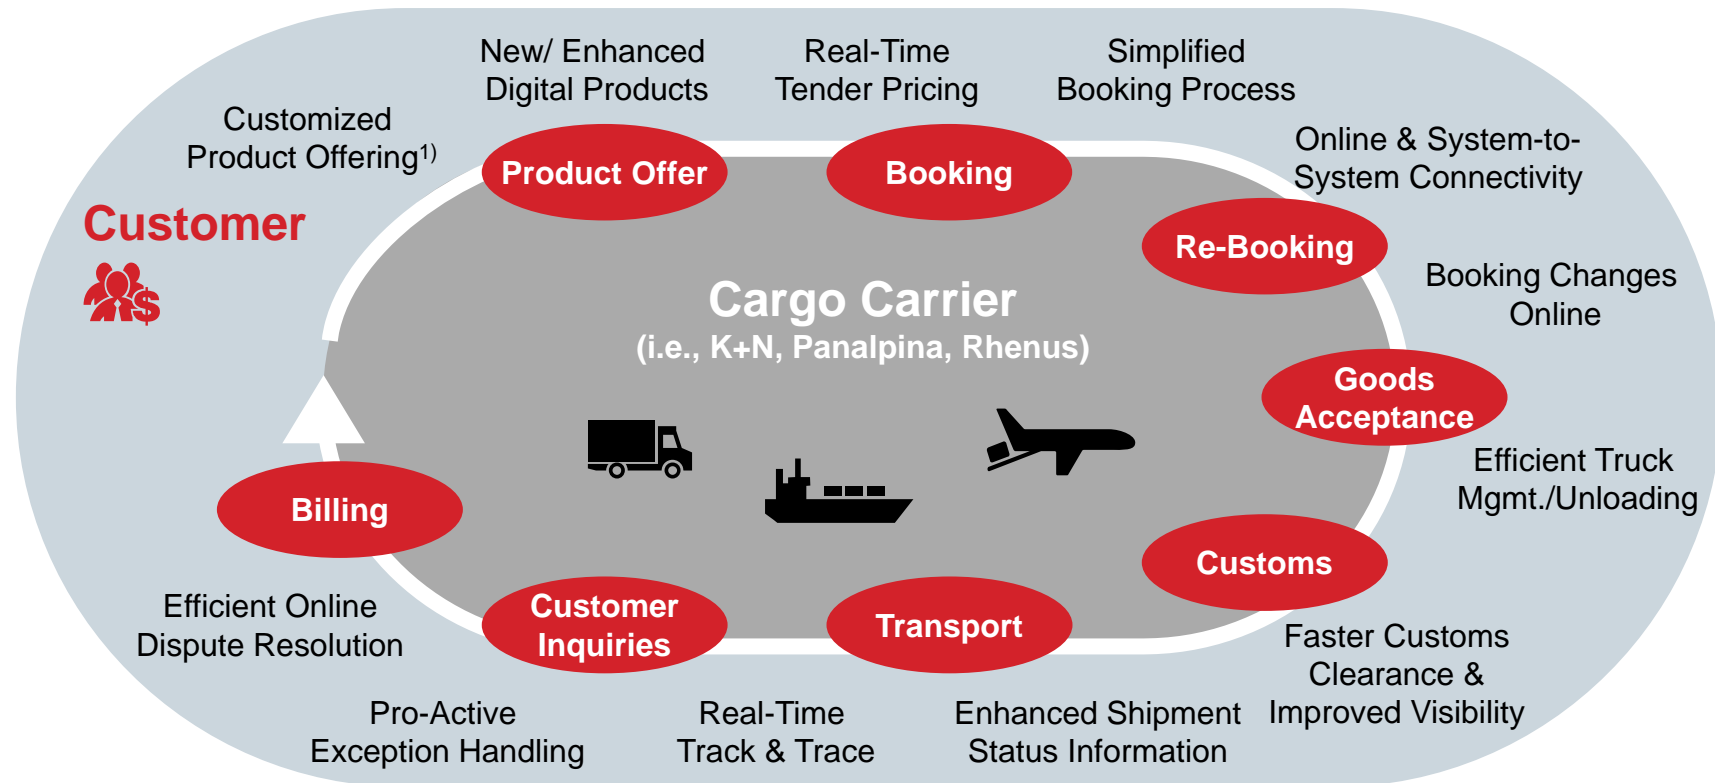 New/ Enhanced
Digital Products
Real-Time
Tender Pricing
Simplified
Booking Process
Customized
Product Offering¹⁾
Online & System-to-
System Connectivity
Product Offer
Booking
Customer
Re-Booking
Booking Changes
Online
Cargo Carrier
(i.e., K+N, Panalpina, Rhenus)
Goods
Acceptance
$
Efficient Truck
Mgmt./Unloading
Billing
Customs
Customer
Inquiries
Transport
Efficient Online
Dispute Resolution
Faster Customs
Clearance &
Improved Visibility
Pro-Active
Exception Handling
Real-Time
Track & Trace
Enhanced Shipment
Status Information